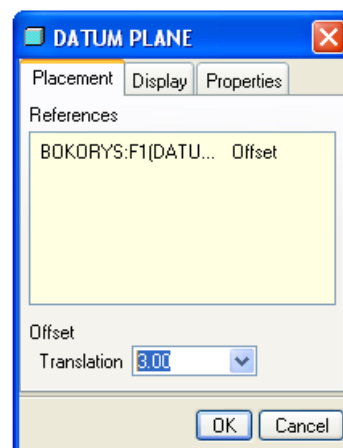 DATUM PLANE
Placement Display Properties
References
BOKORYS:F1(DATU... Offset
Offset
Translation 3.00
OK Cancel